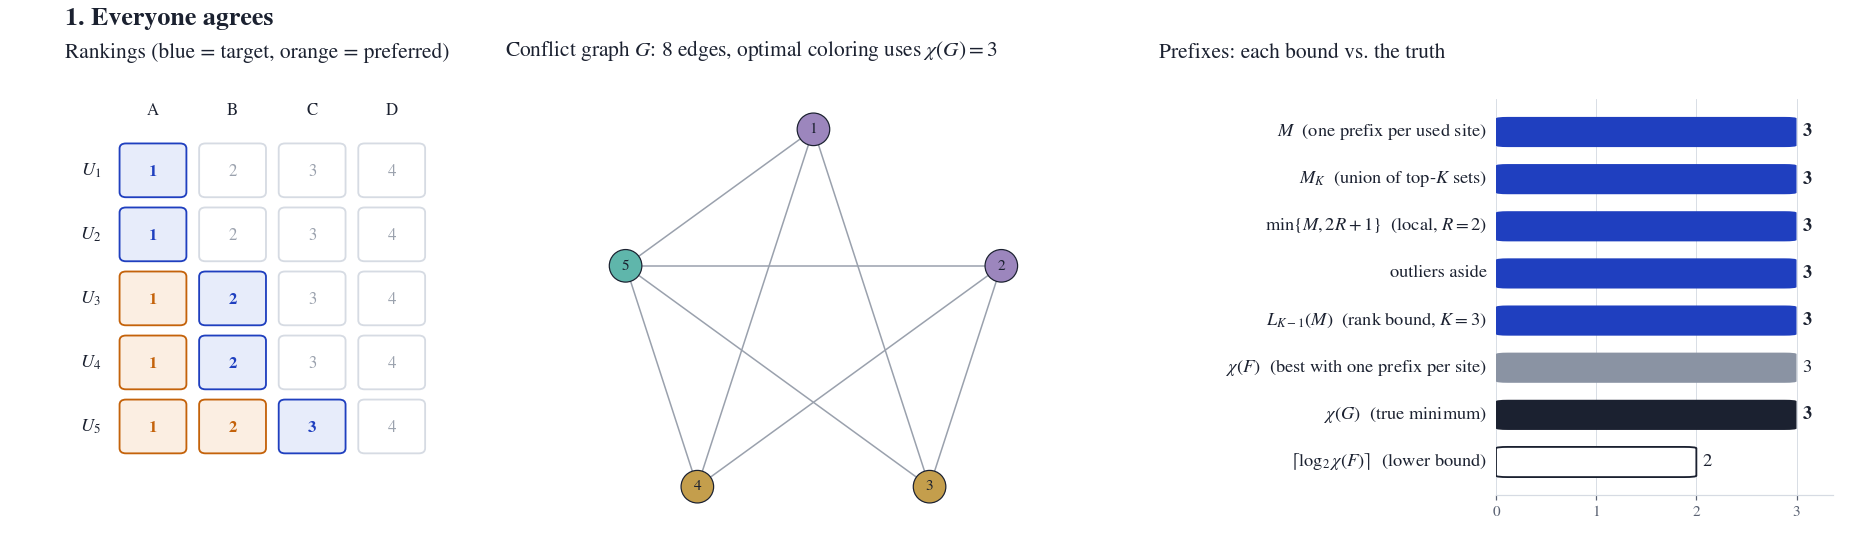 1. Everyone agrees
Rankings (blue = target, orange = preferred)
A B C D
U₁ 1 2 3 4
U₂ 1 2 3 4
U₃ 1 2 3 4
U₄ 1 2 3 4
U₅ 1 2 3 4
Conflict graph G: 8 edges, optimal coloring uses χ(G) = 3
1
5
2
4
3
Prefixes: each bound vs. the truth
M (one prefix per used site) 3
M_K (union of top-K sets) 3
min{M, 2R + 1} (local, R = 2) 3
outliers aside 3
L_{K−1}(M) (rank bound, K = 3) 3
χ(F) (best with one prefix per site) 3
χ(G) (true minimum) 3
⌈log₂ χ(F)⌉ (lower bound) 2
0 1 2 3